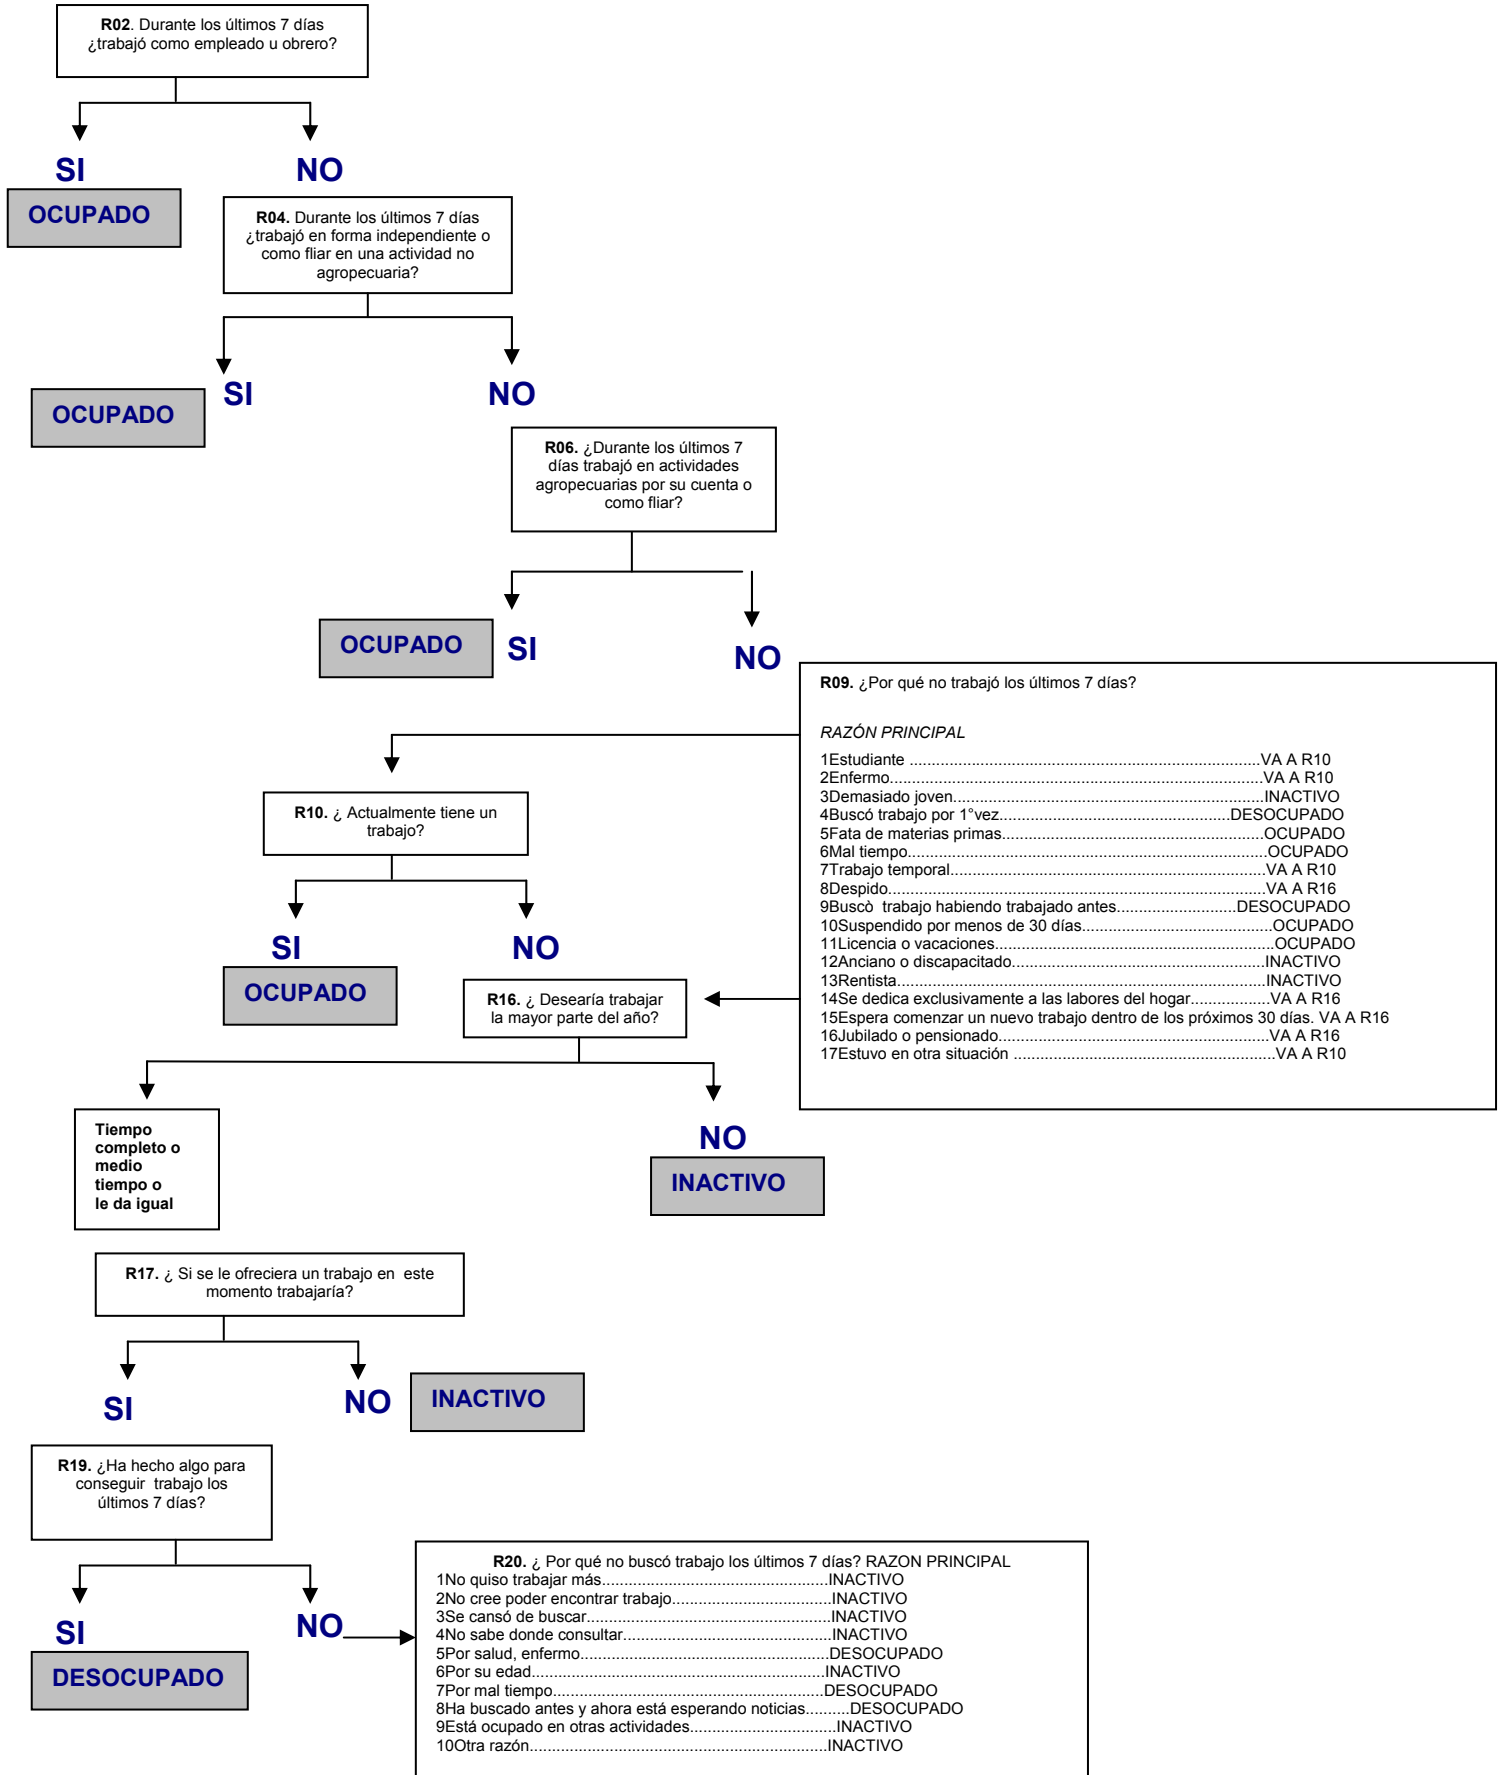 R02. Durante los últimos 7 días
¿trabajó como empleado u obrero?
SI
NO
OCUPADO
R04. Durante los últimos 7 días
¿trabajó en forma independiente o
como fliar en una actividad no
agropecuaria?
SI
NO
OCUPADO
R06. ¿Durante los últimos 7
días trabajó en actividades
agropecuarias por su cuenta o
como fliar?
OCUPADO
SI
NO
R09. ¿Por qué no trabajó los últimos 7 días?
RAZÓN PRINCIPAL
1Estudiante ....................................................................................VA A R10
2Enfermo.........................................................................................VA A R10
3Demasiado joven..........................................................................INACTIVO
4Buscó trabajo por 1°vez.......................................................DESOCUPADO
5Fata de materias primas...............................................................OCUPADO
6Mal tiempo......................................................................................OCUPADO
7Trabajo temporal...........................................................................VA A R10
8Despido..........................................................................................VA A R16
9Buscò  trabajo habiendo trabajado antes............................DESOCUPADO
10Suspendido por menos de 30 días..............................................OCUPADO
11Licencia o vacaciones...................................................................OCUPADO
12Anciano o discapacitado.............................................................INACTIVO
13Rentista.........................................................................................INACTIVO
14Se dedica exclusivamente a las labores del hogar...................VA A R16
15Espera comenzar un nuevo trabajo dentro de los próximos 30 días. VA A R16
16Jubilado o pensionado.................................................................VA A R16
17Estuvo en otra situación ..............................................................VA A R10
R10. ¿ Actualmente tiene un
trabajo?
SI
NO
OCUPADO
R16. ¿ Desearía trabajar
la mayor parte del año?
Tiempo
completo o
medio
tiempo o
le da igual
NO
INACTIVO
R17. ¿ Si se le ofreciera un trabajo en  este
momento trabajaría?
SI
NO
INACTIVO
R19. ¿Ha hecho algo para
conseguir  trabajo los
últimos 7 días?
SI
NO
DESOCUPADO
R20. ¿ Por qué no buscó trabajo los últimos 7 días? RAZON PRINCIPAL
1No quiso trabajar más......................................................INACTIVO
2No cree poder encontrar trabajo......................................INACTIVO
3Se cansó de buscar..........................................................INACTIVO
4No sabe donde consultar..................................................INACTIVO
5Por salud, enfermo...........................................................DESOCUPADO
6Por su edad......................................................................INACTIVO
7Por mal tiempo.................................................................DESOCUPADO
8Ha buscado antes y ahora está esperando noticias..........DESOCUPADO
9Está ocupado en otras actividades...................................INACTIVO
10Otra razón.......................................................................INACTIVO